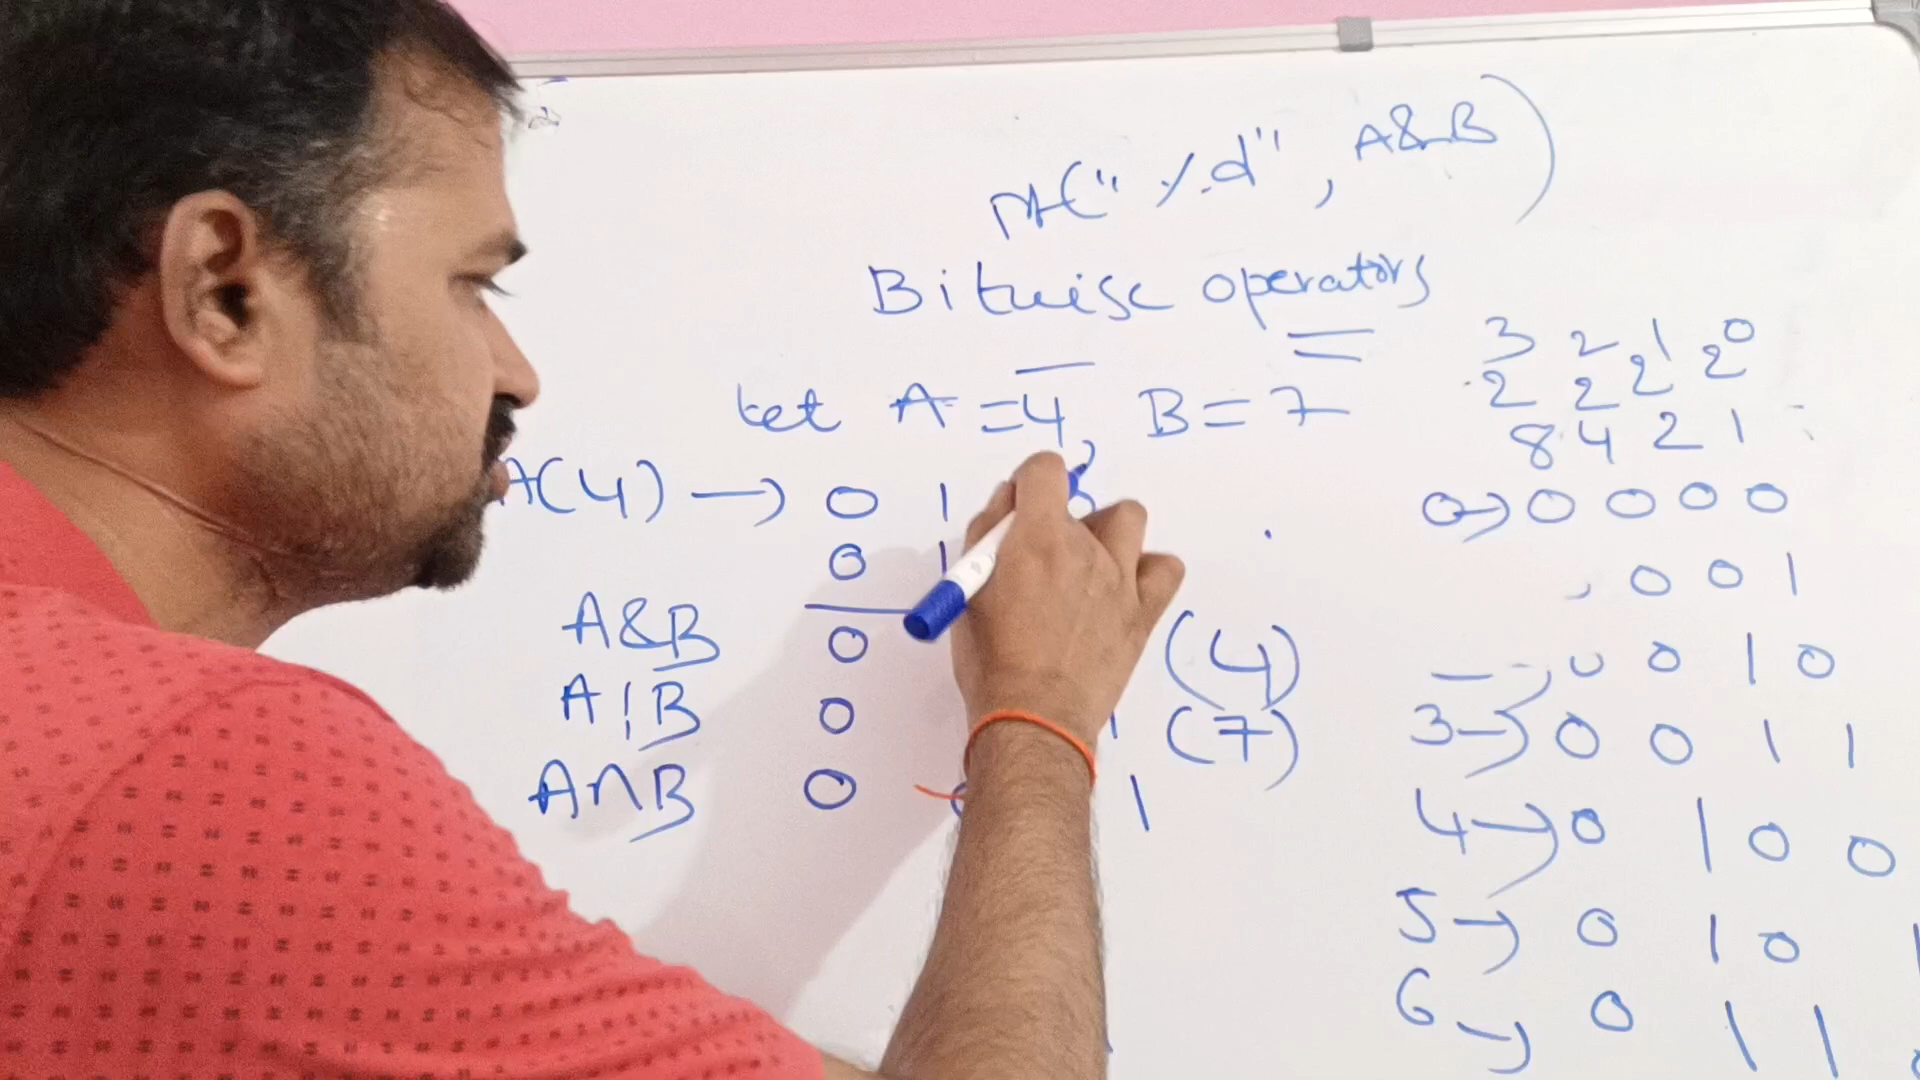 ("%d", A&B)
Bitwise operators
Let A = 4, B = 7
A(4) → 0 1
0 1
A&B 0 (4)
A|B 0 1 (7)
A∩B 0 0 1
3 2 1 0
2 2 2 2
8 4 2 1
0→ 0 0 0 0
0 0 1
0 0 1 0
3→ 0 0 1 1
4→ 0 1 0 0
5→ 0 1 0 1
6→ 0 1 1